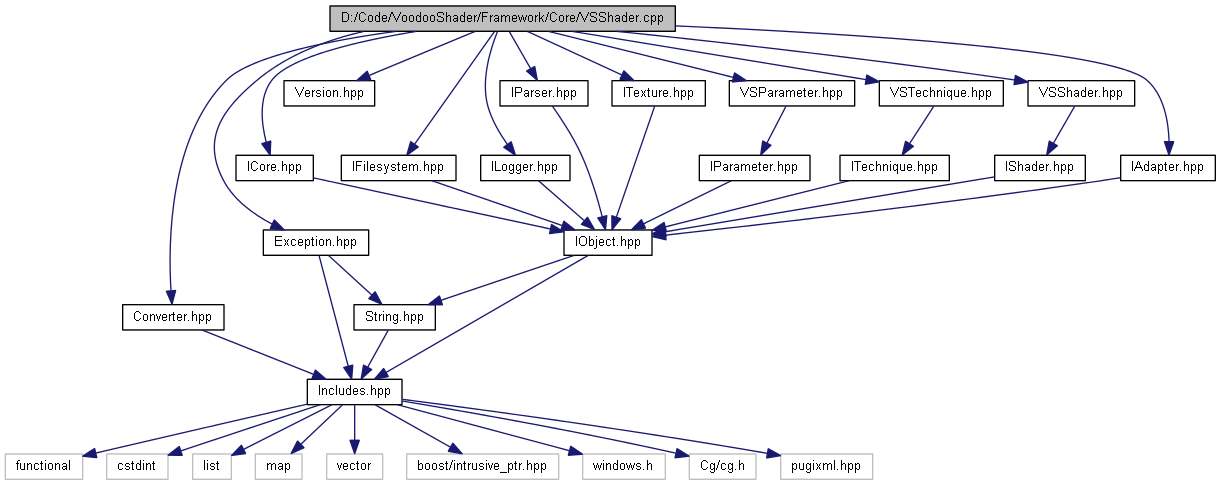 D:/Code/VoodooShader/Framework/Core/VSShader.cpp
Version.hpp
IParser.hpp
ITexture.hpp
VSParameter.hpp
VSTechnique.hpp
VSShader.hpp
ICore.hpp
IFilesystem.hpp
ILogger.hpp
IParameter.hpp
ITechnique.hpp
IShader.hpp
IAdapter.hpp
Exception.hpp
IObject.hpp
Converter.hpp
String.hpp
Includes.hpp
functional
cstdint
list
map
vector
boost/intrusive_ptr.hpp
windows.h
Cg/cg.h
pugixml.hpp